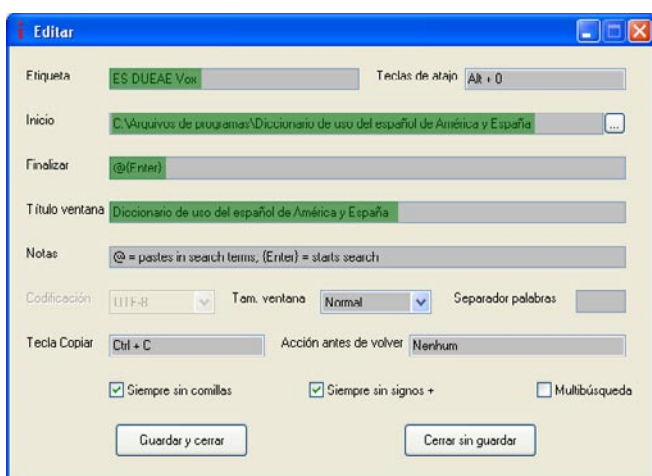 Editar
Etiqueta ES DUEAE Vox Teclas de atajo Alt + 0
Inicio C:\Arquivos de programas\Diccionario de uso del español de América y España ...
Finalizar @{Enter}
Título ventana Diccionario de uso del español de América y España
Notas @ = pastes in search terms, {Enter} = starts search
Codificación UTF-8 Tam. ventana Normal Separador palabras
Tecla Copiar Ctrl + C Acción antes de volver Nenhum
Siempre sin comillas Siempre sin signos + Multibúsqueda
Guardar y cerrar Cerrar sin guardar